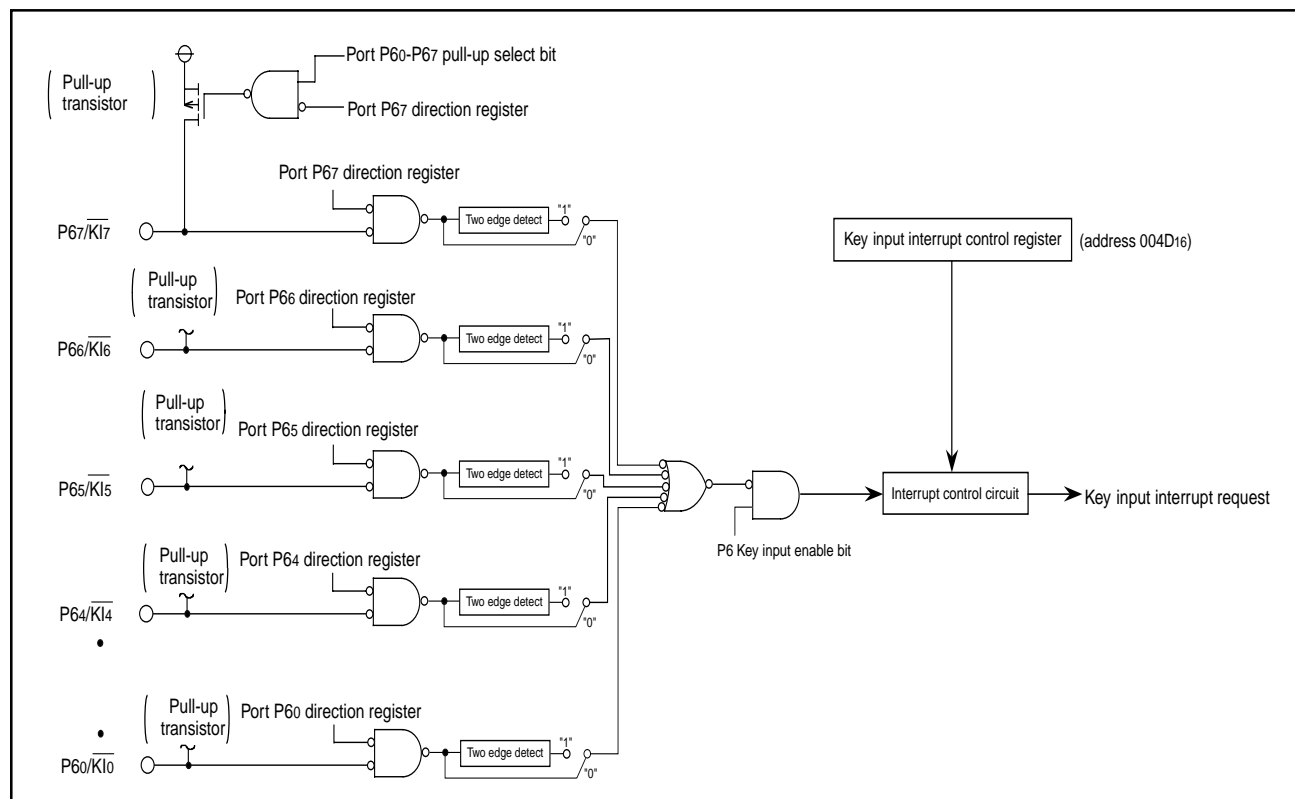 Port P60-P67 pull-up select bit
Pull-up
transistor
Port P67 direction register
Port P67 direction register
P67/KI7
Two edge detect
"1"
"0"
Key input interrupt control register
(address 004D16)
Pull-up
transistor
Port P66 direction register
P66/KI6
Two edge detect
"1"
"0"
Pull-up
transistor
Port P65 direction register
P65/KI5
Two edge detect
"1"
"0"
Interrupt control circuit
Key input interrupt request
P6 Key input enable bit
Pull-up
transistor
Port P64 direction register
P64/KI4
Two edge detect
"1"
"0"
Pull-up
transistor
Port P60 direction register
P60/KI0
Two edge detect
"1"
"0"